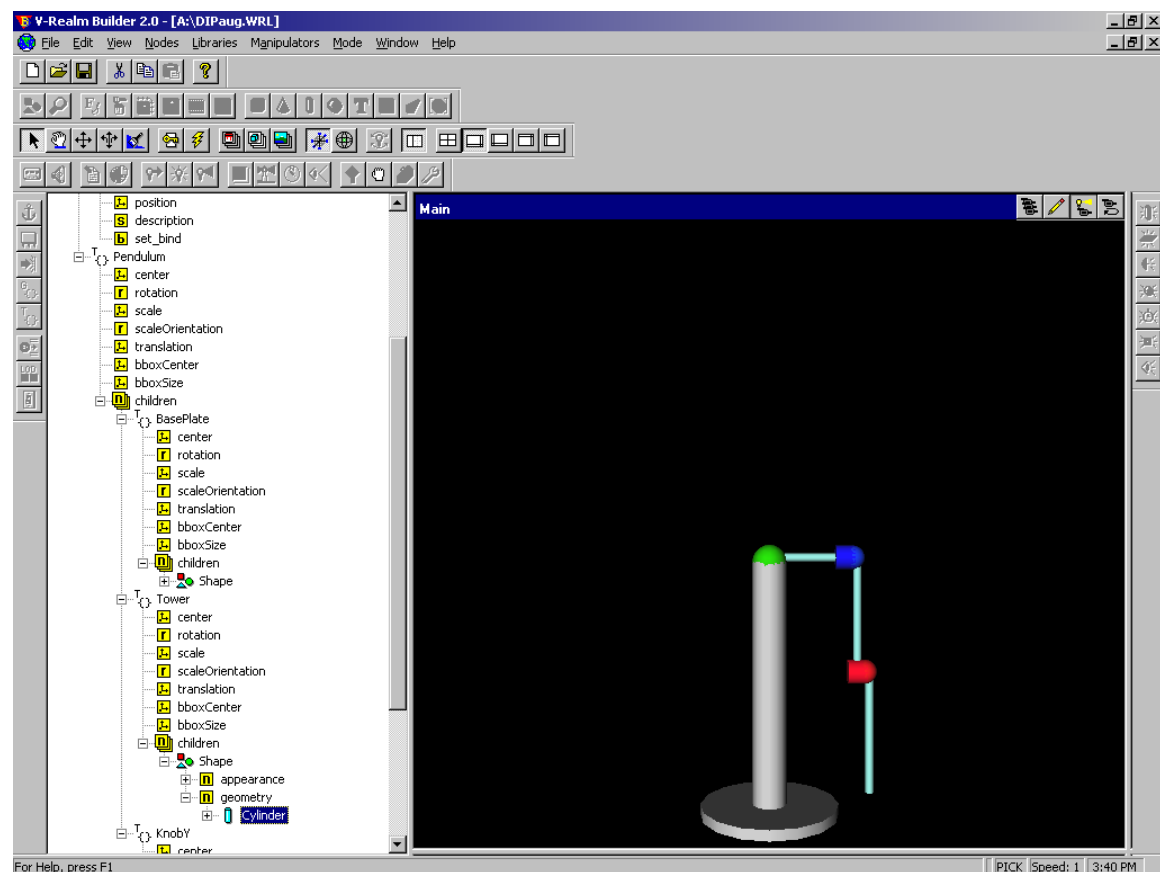 V-Realm Builder 2.0 - [A:\DIPaug.WRL]
File Edit View Nodes Libraries Manipulators Mode Window Help
position
description
set_bind
Pendulum
center
rotation
scale
scaleOrientation
translation
bboxCenter
bboxSize
children
BasePlate
center
rotation
scale
scaleOrientation
translation
bboxCenter
bboxSize
children
Shape
Tower
center
rotation
scale
scaleOrientation
translation
bboxCenter
bboxSize
children
Shape
appearance
geometry
Cylinder
KnobY
center
Main
For Help, press F1
PICK Speed: 1 3:40 PM